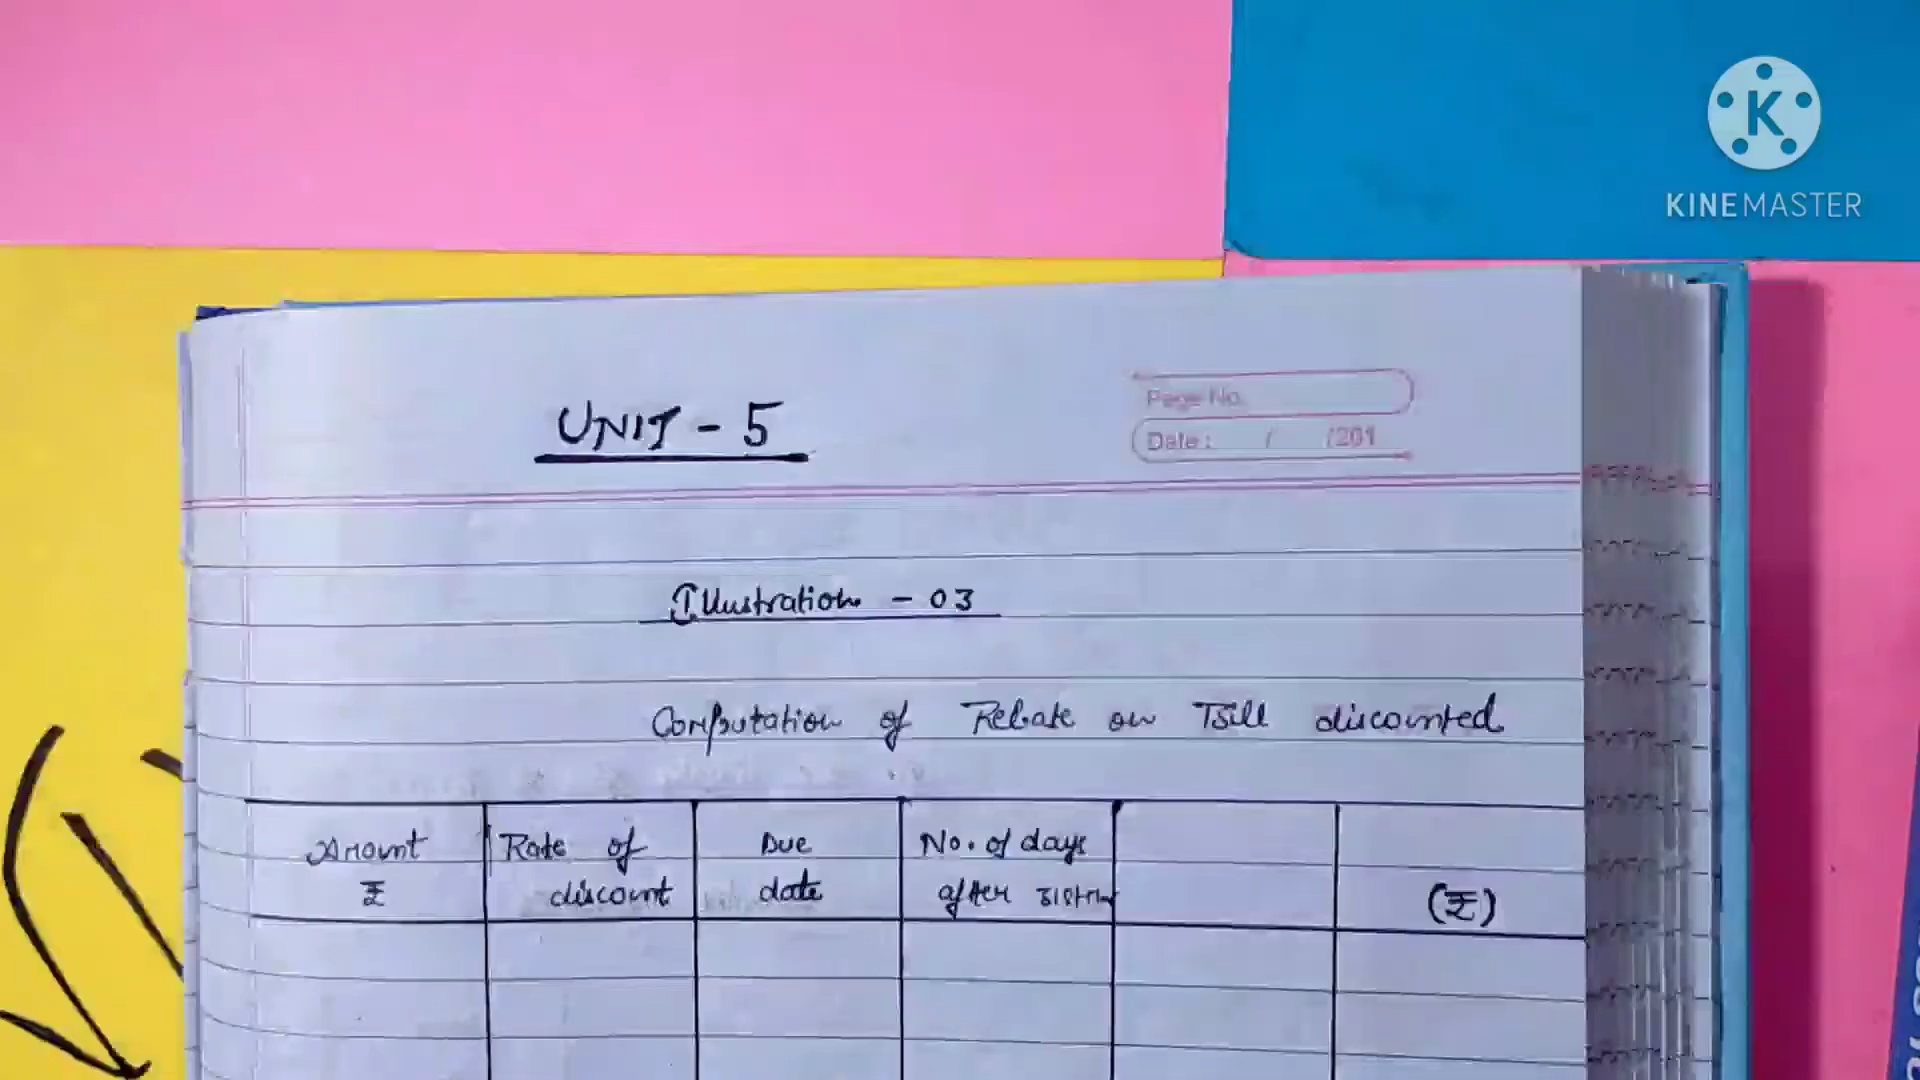 K
KINEMASTER
UNIT - 5
Page No.
Date : / /201
Illustration - 03
Computation of Rebate on Bill discounted
Amount
₹
Rate of
discount
Due
date
No. of days
after 31st
(₹)